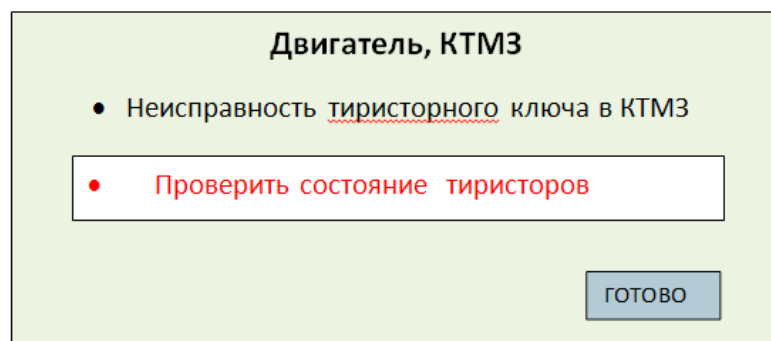 Двигатель, КТМЗ
• Неисправность тиристорного ключа в КТМЗ
• Проверить состояние тиристоров
ГОТОВО